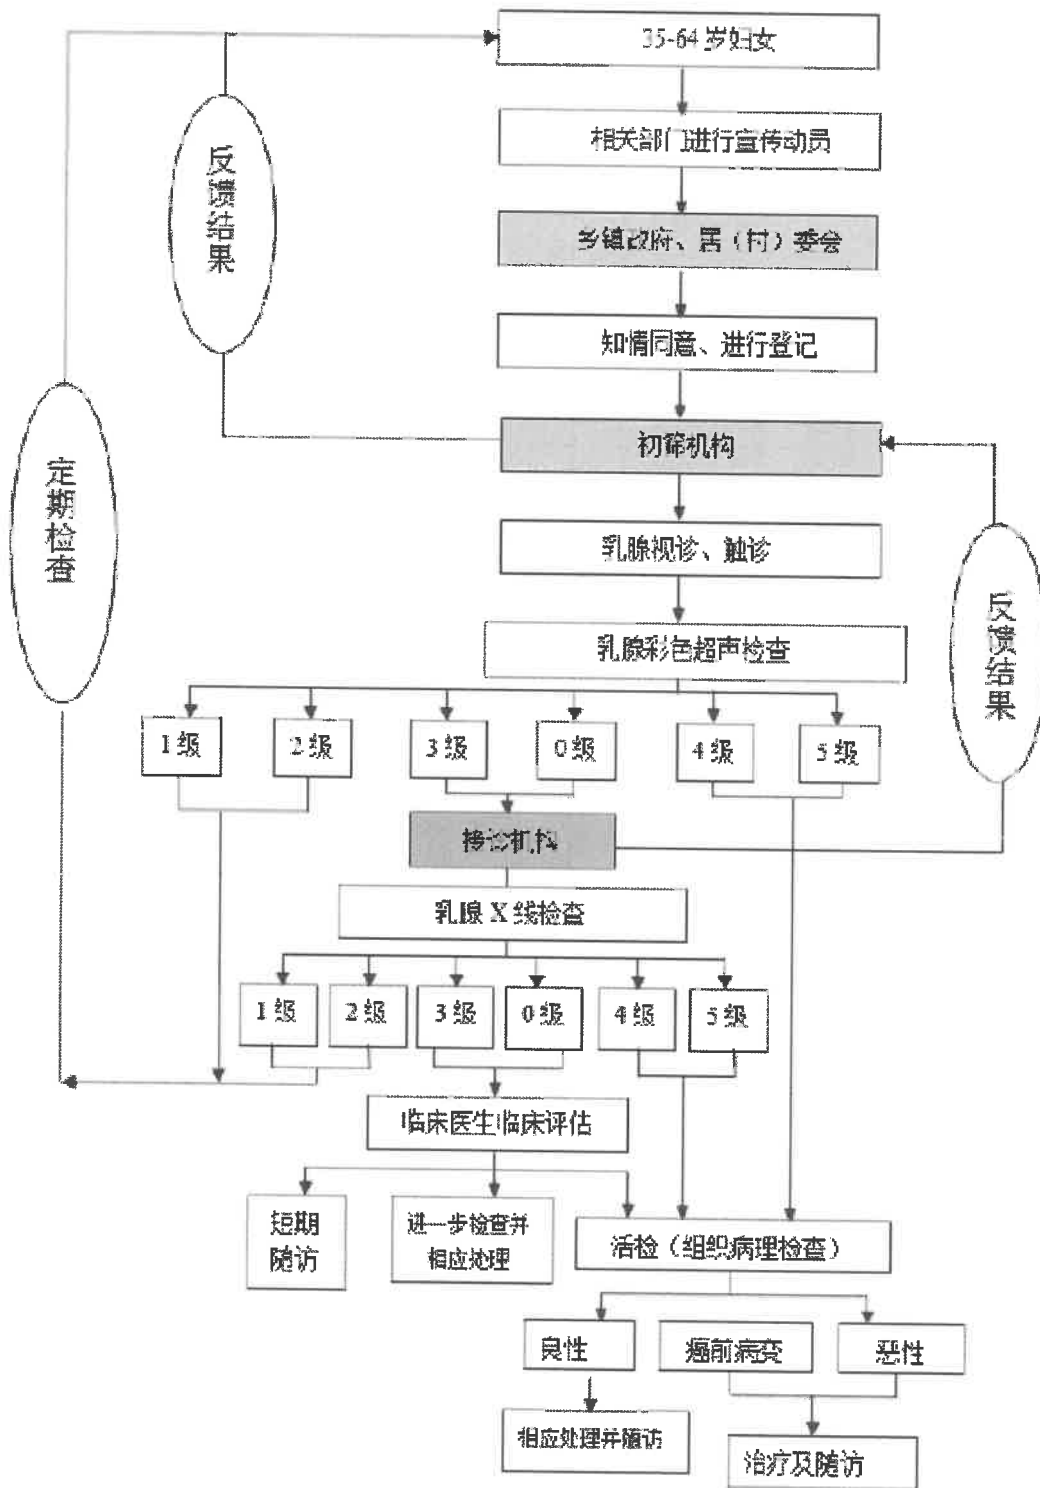 35-64 岁妇女
相关部门进行宣传动员
乡镇政府、居（村）委会
知情同意、进行登记
初筛机构
反馈结果
定期检查
乳腺视诊、触诊
乳腺彩色超声检查
反馈结果
1 级
2 级
3 级
0 级
4 级
5 级
接诊机构
乳腺 X 线检查
1 级
2 级
3 级
0 级
4 级
5 级
临床医生临床评估
短期
随访
进一步检查并
相应处理
活检（组织病理检查）
良性
癌前病变
恶性
相应处理并随访
治疗及随访